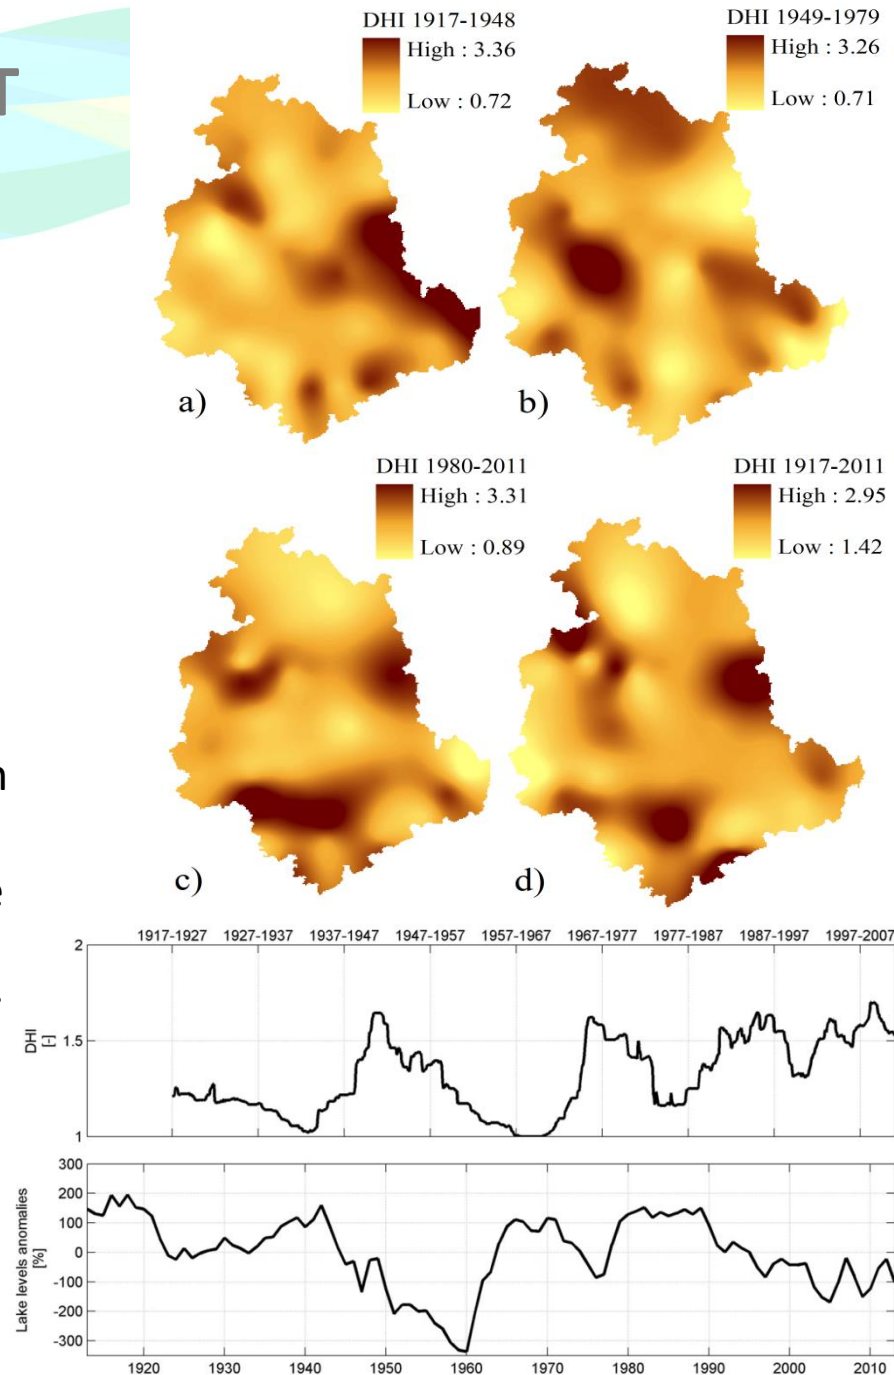 T
DHI 1917-1948
High : 3.36
Low : 0.72
DHI 1949-1979
High : 3.26
Low : 0.71
a)
b)
DHI 1980-2011
High : 3.31
Low : 0.89
DHI 1917-2011
High : 2.95
Low : 1.42
n
e
.
c)
d)
1917-1927 1927-1937 1937-1947 1947-1957 1957-1967 1967-1977 1977-1987 1987-1997 1997-2007
2
1.5
1
DHI
[-]
300
200
100
0
-100
-200
-300
Lake levels anomalies
[%]
1920 1930 1940 1950 1960 1970 1980 1990 2000 2010